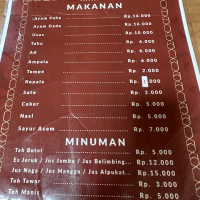 MAKANAN
Ayam Paha Rp.16.000
Ayam Dada Rp.16.000
Usus Rp.10.000
Tahu Rp. 4.000
Ati Rp. 4.000
Ampela Rp. 4.000
Tempe Rp. 2.000
Kepala Rp. .000
Sate Rp. 2.000
Ceker Rp. 5.000
Nasi Rp. 5.000
Sayur Asem Rp. 7.000
MINUMAN
Teh Botol Rp. 5.000
Es Jeruk / Jus Jambu / Jus Belimbing Rp.12.000
Jus Naga / Jus Mangga / Jus Alpukat Rp.15.000
Teh Tawar Rp. 3.000
Teh Manis Rp. 5.000